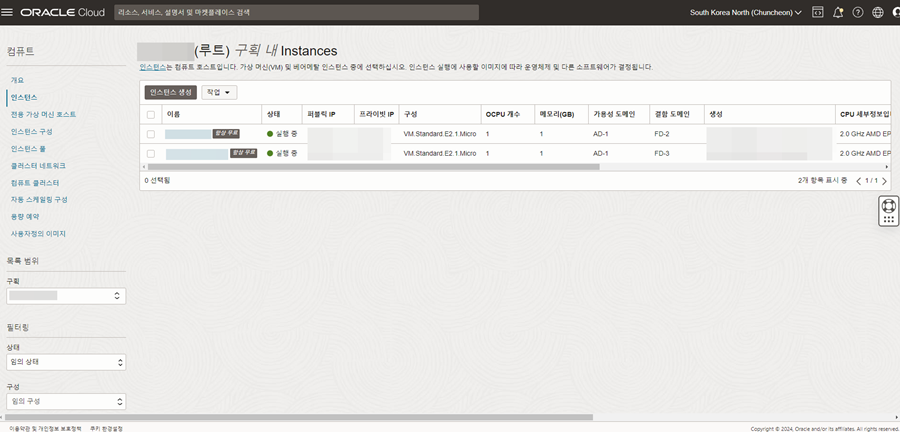 ORACLE Cloud
리소스, 서비스, 설명서 및 마켓플레이스 검색
South Korea North (Chuncheon)
컴퓨트
개요
인스턴스
전용 가상 머신 호스트
인스턴스 구성
인스턴스 풀
클러스터 네트워크
컴퓨트 클러스터
자동 스케일링 구성
용량 예약
사용자정의 이미지
목록 범위
구획
필터링
상태
임의 상태
구성
임의 구성
(루트) 구획 내 Instances
인스턴스는 컴퓨트 호스트입니다. 가상 머신(VM) 및 베어메탈 인스턴스 중에 선택하십시오. 인스턴스 실행에 사용할 이미지에 따라 운영체제 및 다른 소프트웨어가 결정됩니다.
인스턴스 생성 작업
이름 상태 퍼블릭 IP 프라이빗 IP 구성 OCPU 개수 메모리(GB) 가용성 도메인 결함 도메인 생성 CPU 세부정보입
항상 무료 실행 중 VM.Standard.E2.1.Micro 1 1 AD-1 FD-2 2.0 GHz AMD EP
항상 무료 실행 중 VM.Standard.E2.1.Micro 1 1 AD-1 FD-3 2.0 GHz AMD EP
0 선택됨 2개 항목 표시 중 1 / 1
이용약관 및 개인정보 보호정책 쿠키 환경설정
Copyright © 2024, Oracle and/or its affiliates. All rights reserved.